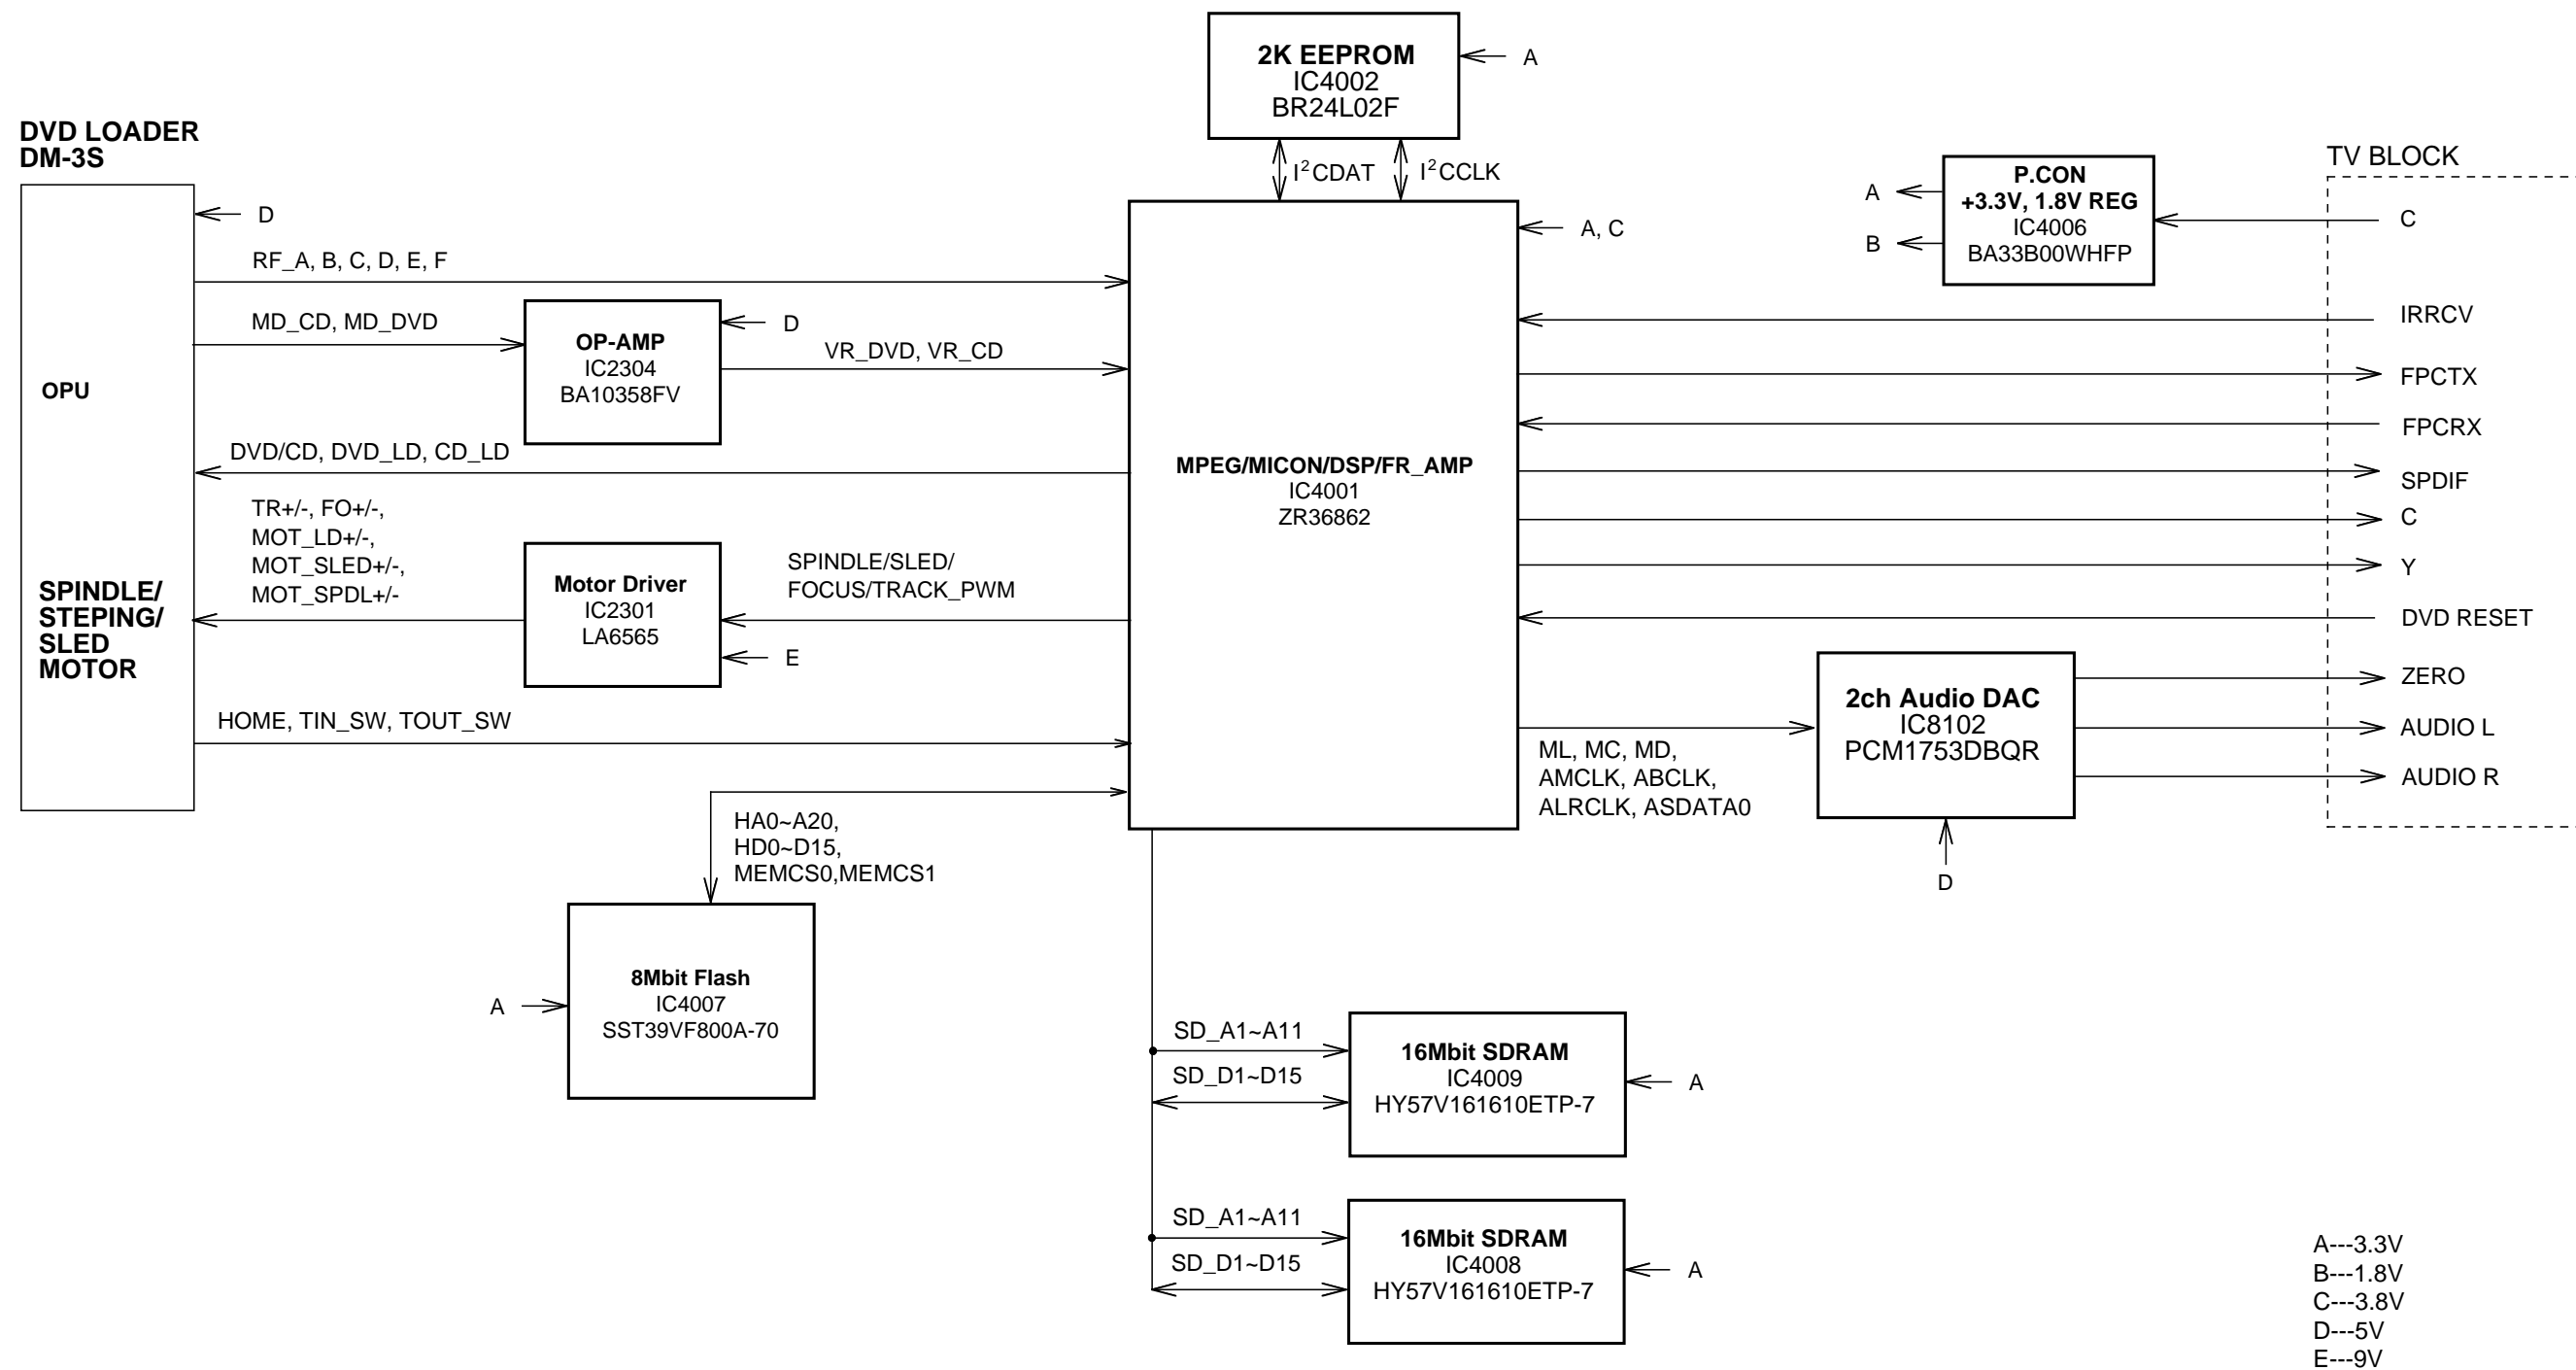 2K EEPROM
IC4002
BR24L02F
A
I²CDAT
I²CCLK
DVD LOADER
DM-3S
D
RF_A, B, C, D, E, F
MD_CD, MD_DVD
OPU
OP-AMP
IC2304
BA10358FV
D
VR_DVD, VR_CD
DVD/CD, DVD_LD, CD_LD
TR+/-, FO+/-,
MOT_LD+/-,
MOT_SLED+/-,
MOT_SPDL+/-
SPINDLE/
STEPING/
SLED
MOTOR
Motor Driver
IC2301
LA6565
SPINDLE/SLED/
FOCUS/TRACK_PWM
E
HOME, TIN_SW, TOUT_SW
MPEG/MICON/DSP/FR_AMP
IC4001
ZR36862
A, C
A
B
P.CON
+3.3V, 1.8V REG
IC4006
BA33B00WHFP
TV BLOCK
C
IRRCV
FPCTX
FPCRX
SPDIF
C
Y
DVD RESET
ZERO
AUDIO L
AUDIO R
2ch Audio DAC
IC8102
PCM1753DBQR
D
ML, MC, MD,
AMCLK, ABCLK,
ALRCLK, ASDATA0
HA0~A20,
HD0~D15,
MEMCS0,MEMCS1
A
8Mbit Flash
IC4007
SST39VF800A-70
SD_A1~A11
SD_D1~D15
16Mbit SDRAM
IC4009
HY57V161610ETP-7
A
SD_A1~A11
SD_D1~D15
16Mbit SDRAM
IC4008
HY57V161610ETP-7
A
A---3.3V
B---1.8V
C---3.8V
D---5V
E---9V